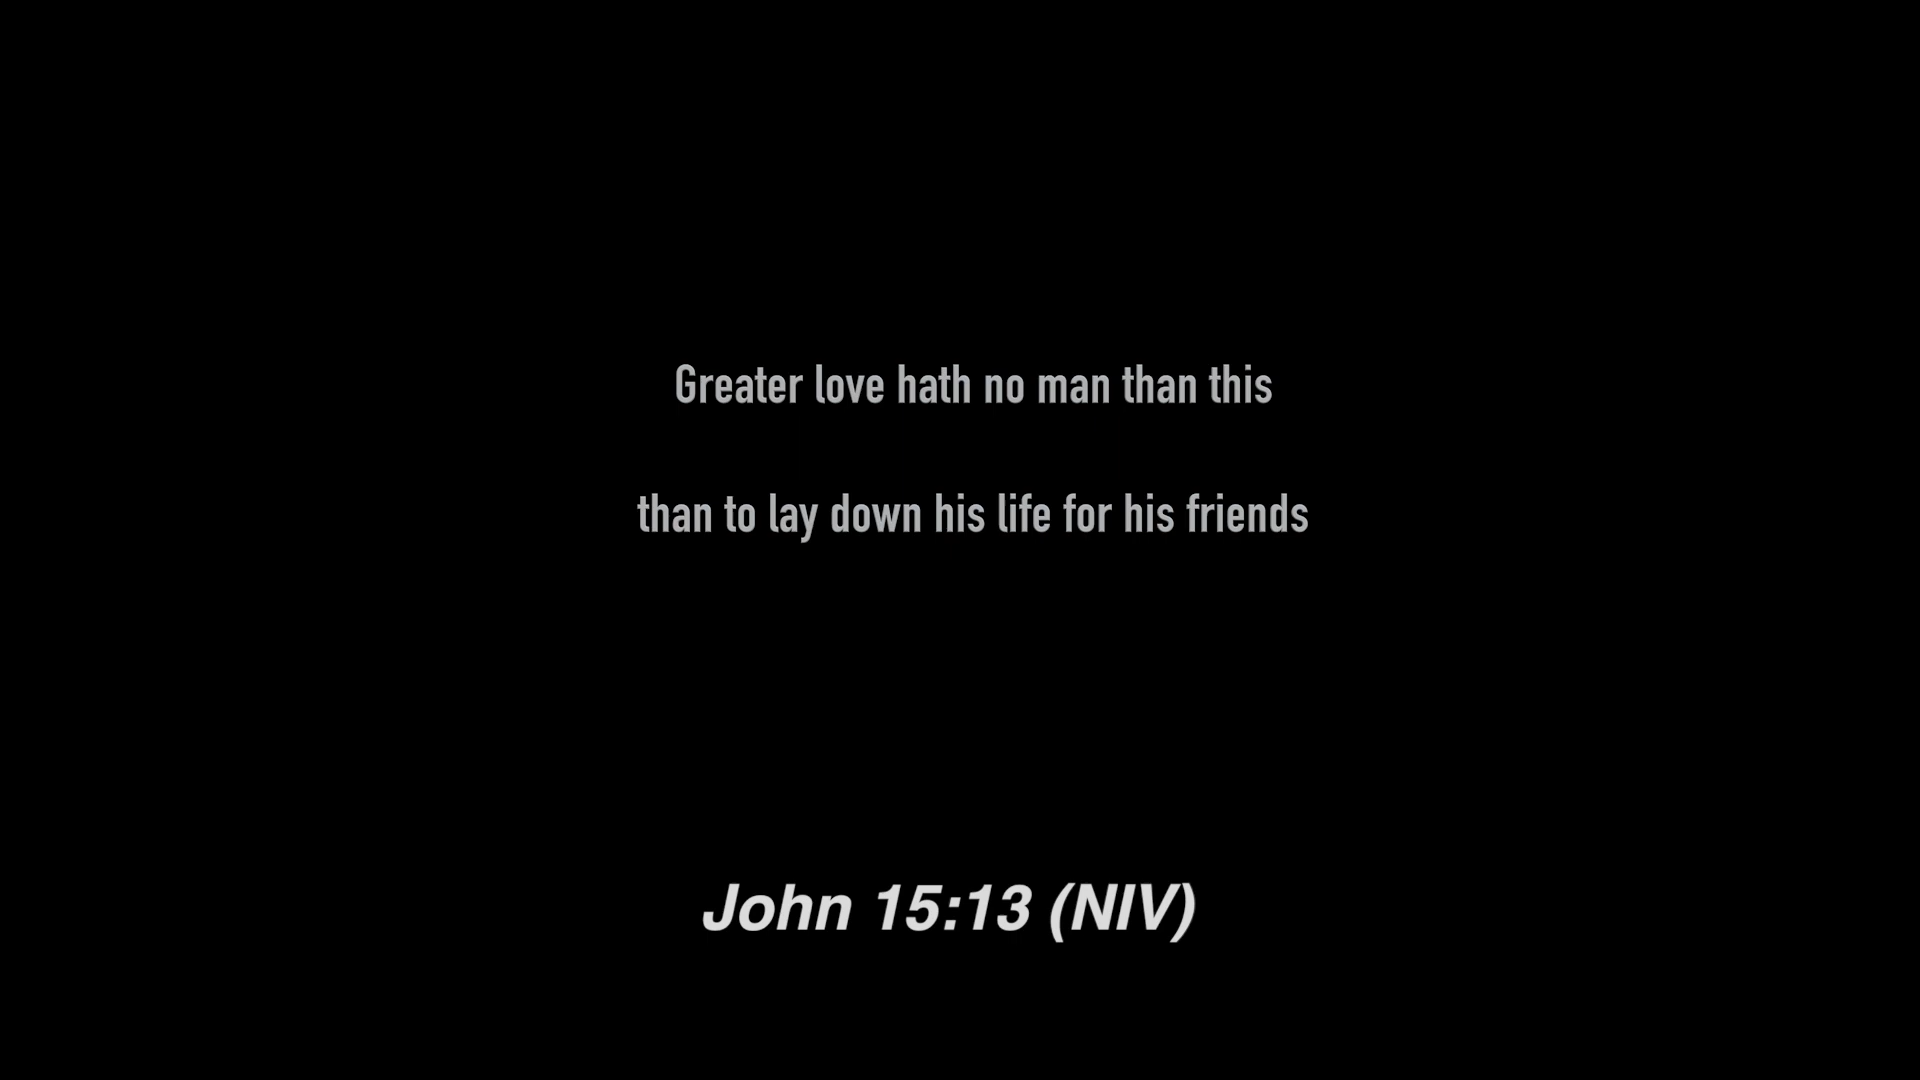 Greater love hath no man than this
than to lay down his life for his friends
John 15:13 (NIV)